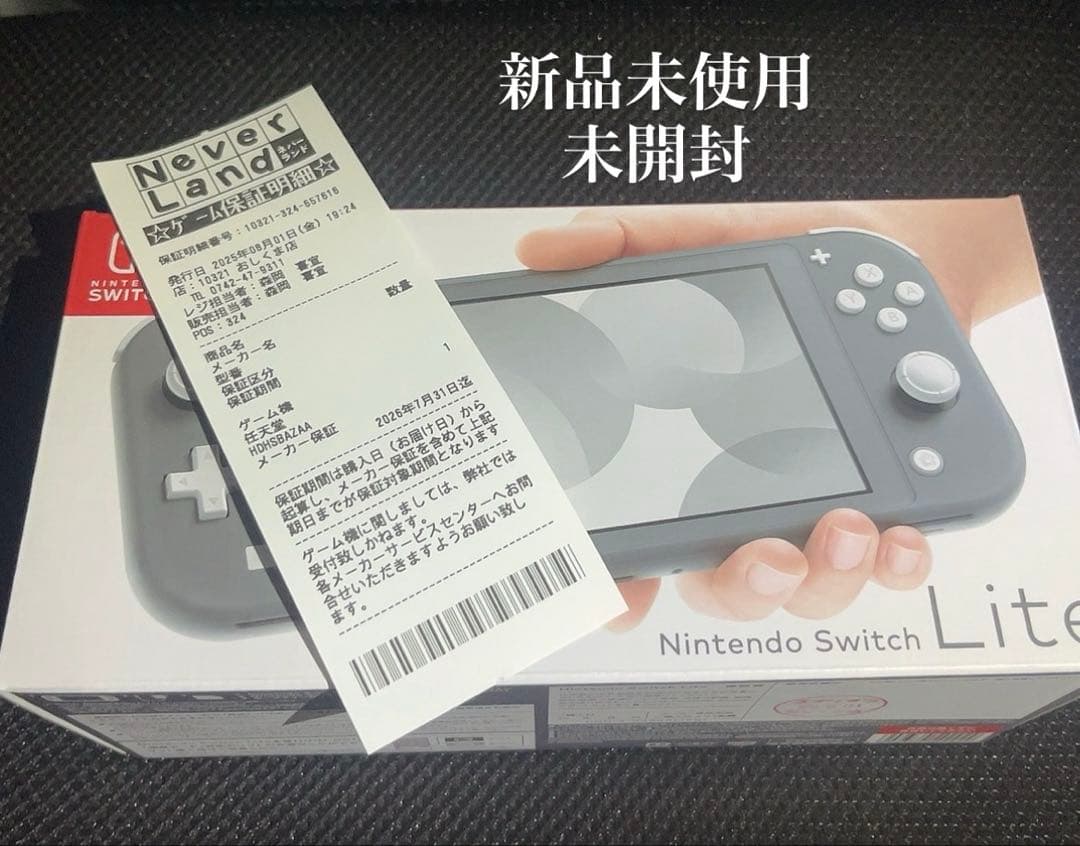 新品未使用
未開封
Never
Land
ネバー
ランド
☆ゲーム保証明細☆
保証明細番号：10321-324-657616
発行日 2025年08月01日(金) 19:24
店：10321 おしくま店
TEL 0742-47-9311
レジ担当者：森岡 喜宣
販売担当者：森岡 喜宣
POS：324
商品名 数量
メーカー名
型番
保証区分
保証期間
ゲーム機 1
任天堂
HDHSBAZAA
メーカー保証 2026年7月31日迄
保証期間は購入日（お届け日）から
起算し、メーカー保証を含めて上記
期日までが保証対象期間となります
ゲーム機に関しましては、弊社では
受付致しかねます。
各メーカーサービスセンターへお問
合せいただきますようお願い致し
ます。
X
Y
A
B
Nintendo Switch Lite